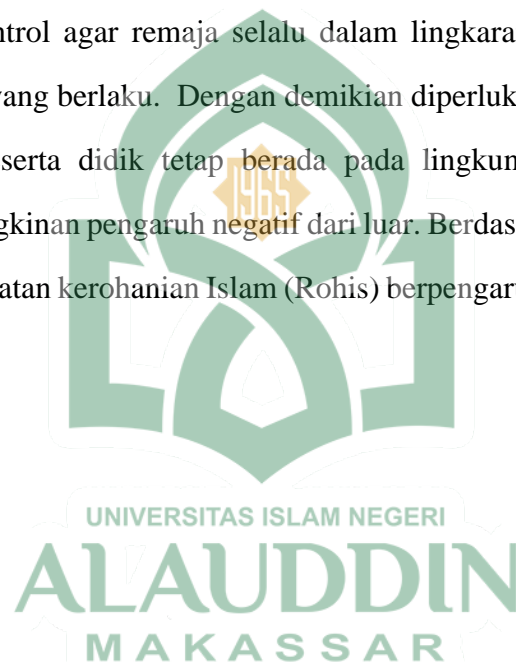 ntrol agar remaja selalu dalam lingkara
yang berlaku. Dengan demikian diperluk
serta didik tetap berada pada lingkun
gkinan pengaruh negatif dari luar. Berdas
atan kerohanian Islam (Rohis) berpengaru
1965
UNIVERSITAS ISLAM NEGERI
ALAUDDIN
MAKASSAR